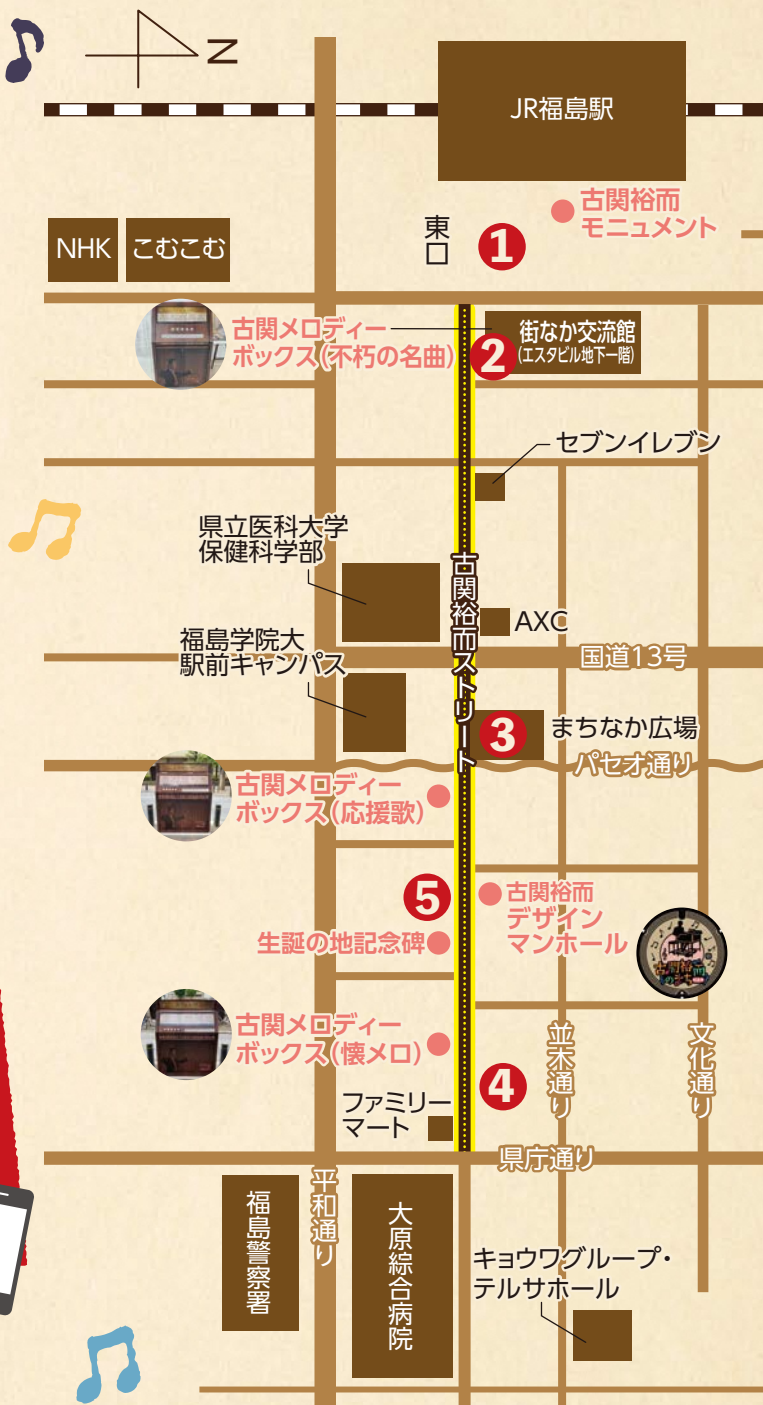 N
JR福島駅
古関裕而
モニュメント
東口
1
NHK
こむこむ
古関メロディー
ボックス(不朽の名曲)
2
街なか交流館
(エスタビル地下一階)
セブンイレブン
県立医科大学
保健科学部
古関裕而ストリート
AXC
福島学院大
駅前キャンパス
国道13号
3
まちなか広場
パセオ通り
古関メロディー
ボックス(応援歌)
5
古関裕而
デザイン
マンホール
生誕の地記念碑
古関裕而
のまち
古関メロディー
ボックス(懐メロ)
並木通り
文化通り
4
ファミリー
マート
県庁通り
平和通り
福島警察署
大原綜合病院
キョウワグループ・
テルサホール